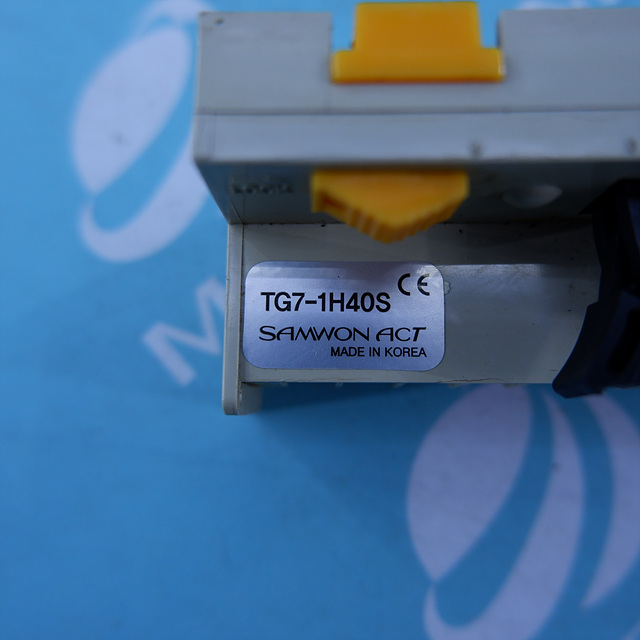 CE
TG7-1H40S
SAMWON ACT
MADE IN KOREA
M